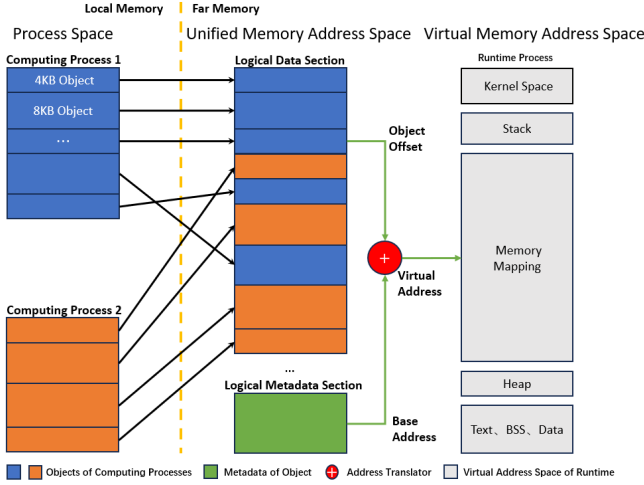 Local Memory
Far Memory
Process Space
Unified Memory Address Space
Virtual Memory Address Space
Computing Process 1
Logical Data Section
Runtime Process
4KB Object
8KB Object
...
Kernel Space
Stack
Object
Offset
+
Virtual
Address
Memory
Mapping
Computing Process 2
...
Logical Metadata Section
Base
Address
Heap
Text、BSS、Data
Objects of Computing Processes
Metadata of Object
+
Address Translator
Virtual Address Space of Runtime